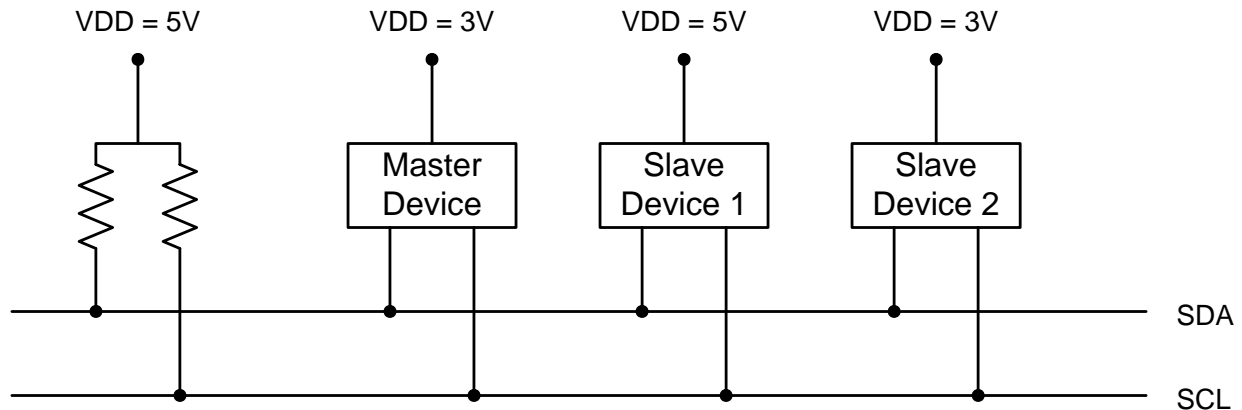 VDD = 5V
VDD = 3V
VDD = 5V
VDD = 3V
Master
Device
Slave
Device 1
Slave
Device 2
SDA
SCL